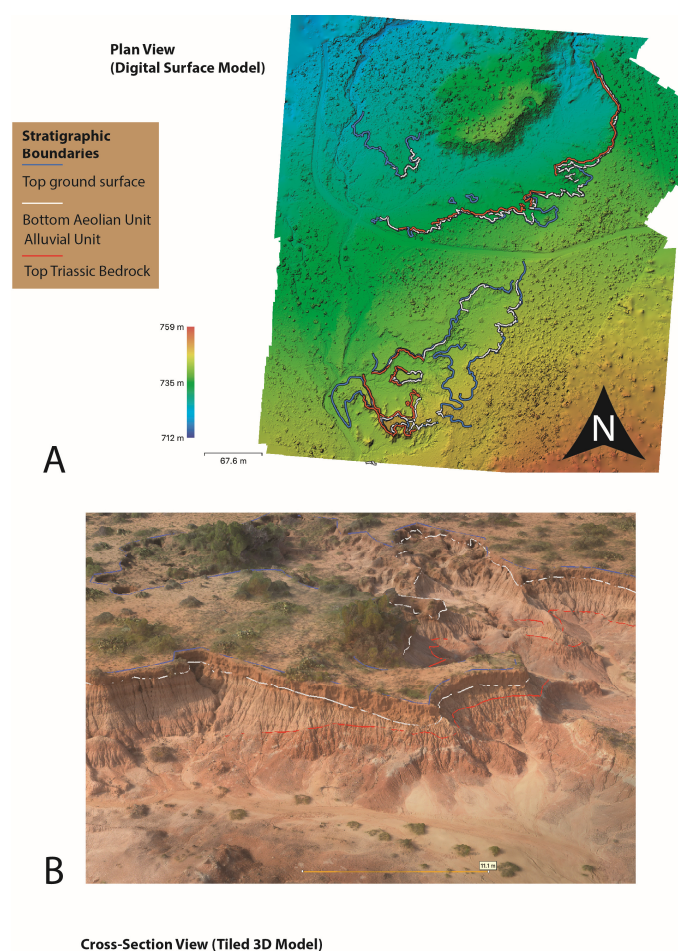 Plan View
(Digital Surface Model)
Stratigraphic
Boundaries
Top ground surface
Bottom Aeolian Unit
Alluvial Unit
Top Triassic Bedrock
759 m
735 m
712 m
67.6 m
N
A
11.1 m
B
Cross-Section View (Tiled 3D Model)